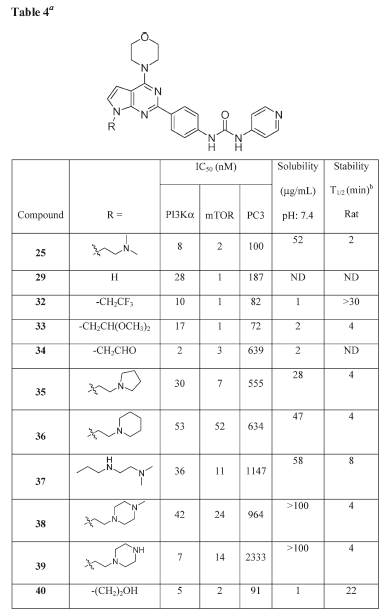 Table 4a
O
N
N
N
N
R
N
H
O
N
H
N
IC50 (nM) Solubility Stability
(μg/mL) T1/2 (min)b
Compound R = PI3Kα mTOR PC3 pH: 7.4 Rat
25 N 8 2 100 52 2
29 H 28 1 187 ND ND
32 -CH2CF3 10 1 82 1 >30
33 -CH2CH(OCH3)2 17 1 72 2 4
34 -CH2CHO 2 3 639 2 ND
35 N 30 7 555 28 4
36 N 53 52 634 47 4
37 H N N 36 11 1147 58 8
38 N N 42 24 964 >100 4
39 N NH 7 14 2333 >100 4
40 -(CH2)2OH 5 2 91 1 22